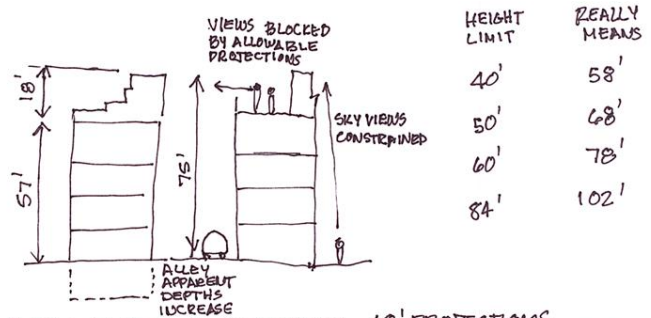 VIEWS BLOCKED
BY ALLOWABLE
PROJECTIONS
18'
57'
75'
SKY VIEWS
CONSTRAINED
ALLEY
APPARENT
DEPTHS
INCREASE
HEIGHT LIMIT REALLY MEANS
40' 58'
50' 68'
60' 78'
84' 102'
PROJECTIONS